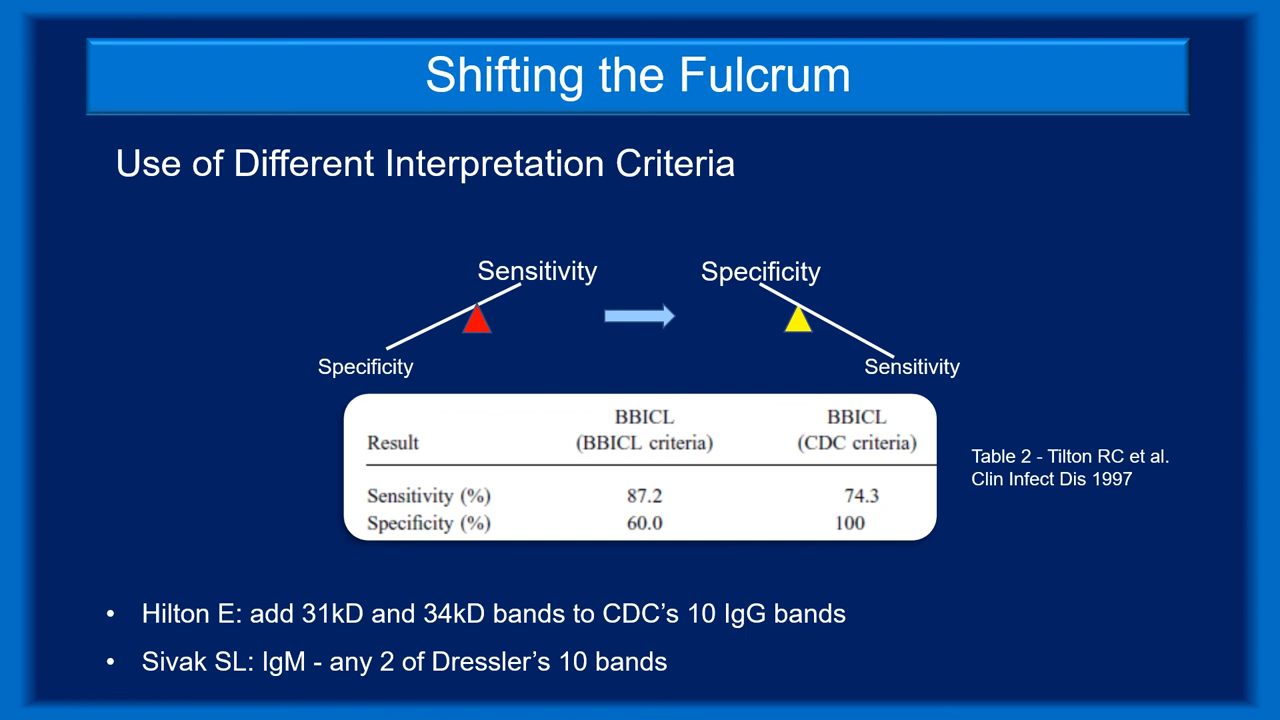 Shifting the Fulcrum
Use of Different Interpretation Criteria
Sensitivity
Specificity
Specificity
Sensitivity
BBICL BBICL
Result (BBICL criteria) (CDC criteria)
Sensitivity (%) 87.2 74.3
Specificity (%) 60.0 100
Table 2 - Tilton RC et al.
Clin Infect Dis 1997
• Hilton E: add 31kD and 34kD bands to CDC’s 10 IgG bands
• Sivak SL: IgM - any 2 of Dressler’s 10 bands